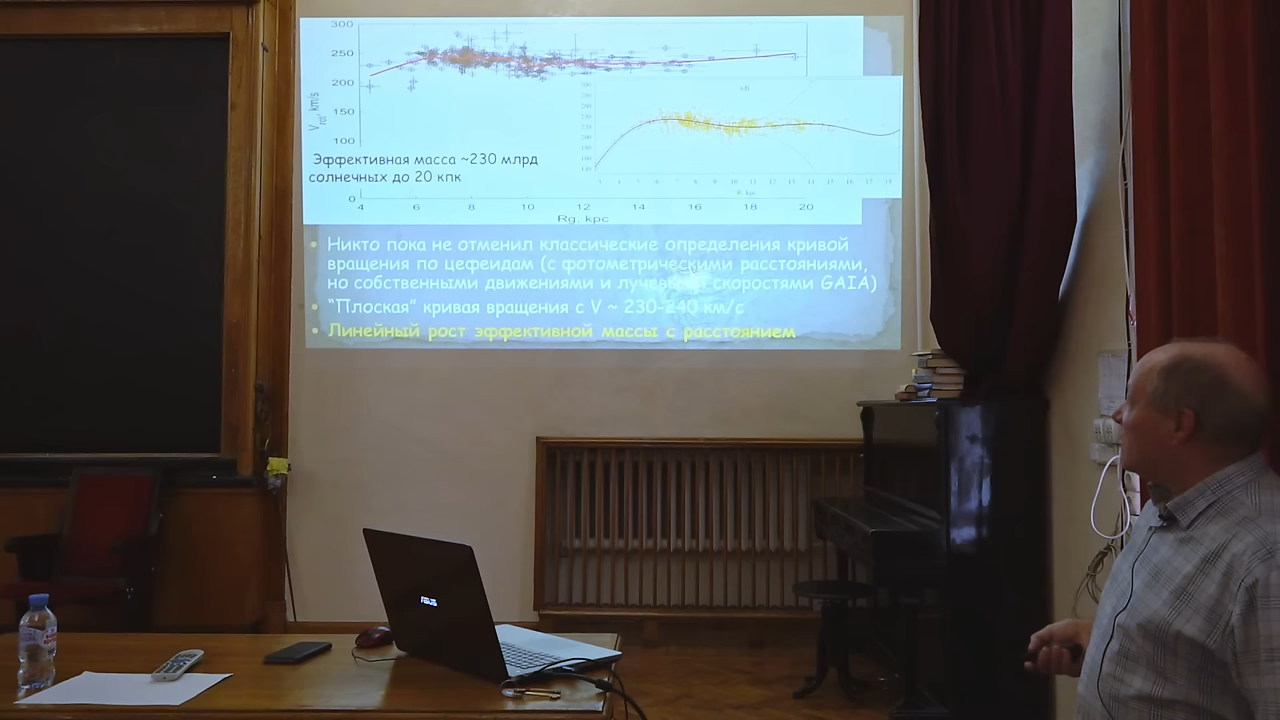 300
250
200
150
100
0
V rot, km/s
Эффективная масса ~230 млрд
солнечных до 20 кпк
4 6 8 10 12 14 16 18 20
Rg, kpc
(d)
R, kpc
• Никто пока не отменил классические определения кривой
вращения по цефеидам (с фотометрическими расстояниями,
но собственными движениями и лучевыми скоростями GAIA)
• “Плоская” кривая вращения с V ~ 230-240 км/с
• Линейный рост эффективной массы с расстоянием
ASUS